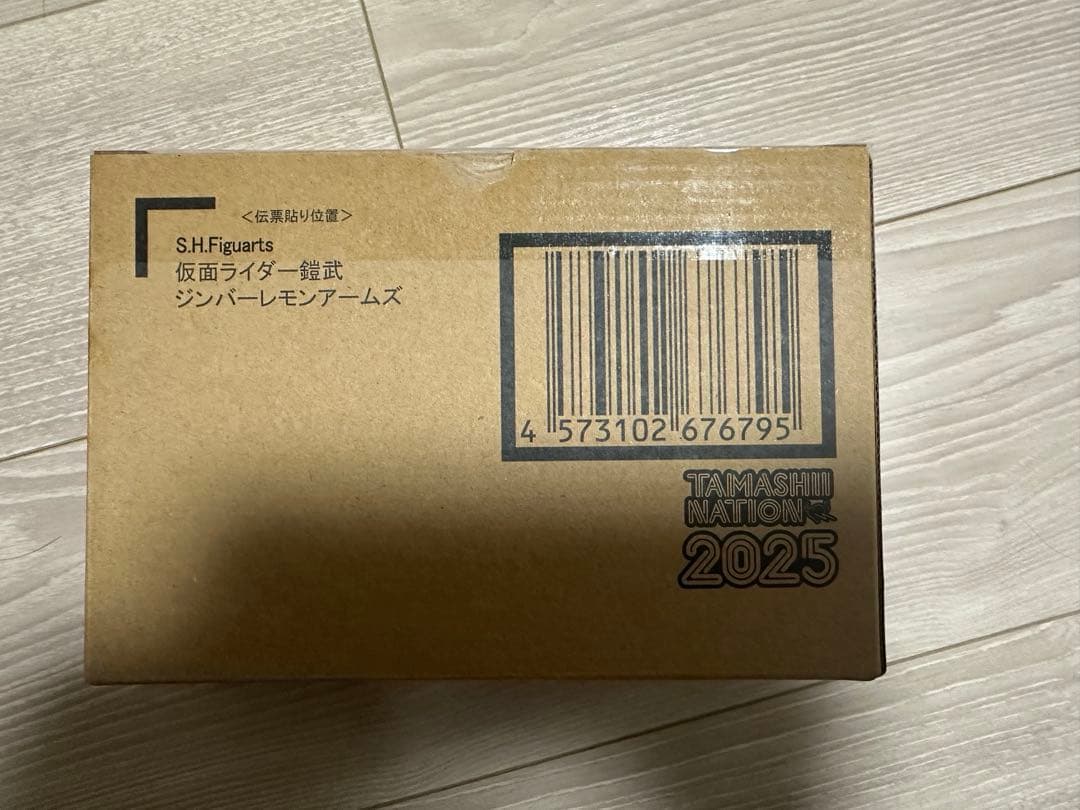 ＜伝票貼り位置＞
S.H.Figuarts
仮面ライダー鎧武
ジンバーレモンアームズ
4 573102 676795
TAMASHII
NATION
2025